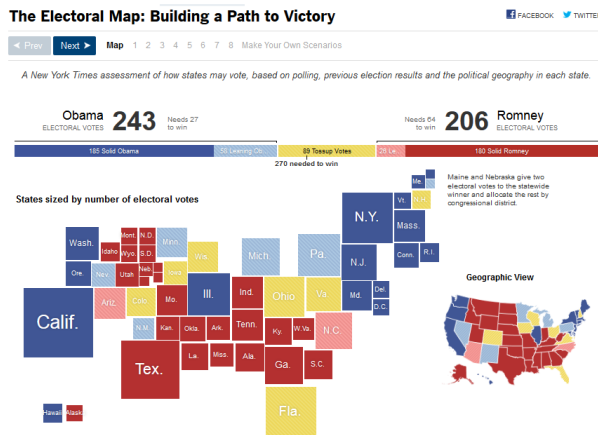 The Electoral Map: Building a Path to Victory
FACEBOOK
TWITTE
◄ Prev
Next ►
Map 1 2 3 4 5 6 7 8 Make Your Own Scenarios
A New York Times assessment of how states may vote, based on polling, previous election results and the political geography in each state.
Obama
ELECTORAL VOTES
243
Needs 27
to win
Needs 64
to win
206
Romney
ELECTORAL VOTES
185 Solid Obama
58 Leaning Ob...
89 Tossup Votes
26 Le...
180 Solid Romney
270 needed to win
States sized by number of electoral votes
Maine and Nebraska give two
electoral votes to the statewide
winner and allocate the rest by
congressional district.
Me.
Vt.
N.H.
N.Y.
Mass.
Wash.
Mont.
N.D.
Minn.
Idaho
Wyo.
S.D.
Wis.
Mich.
Pa.
N.J.
Conn.
R.I.
Ore.
Nev.
Utah
Neb.
Iowa
Calif.
Ariz.
Colo.
Mo.
Ill.
Ind.
Ohio
Va.
Md.
Del.
D.C.
N.M.
Kan.
Okla.
Ark.
Tenn.
Ky.
W.Va.
N.C.
Tex.
La.
Miss.
Ala.
Ga.
S.C.
Fla.
Hawaii
Alaska
Geographic View